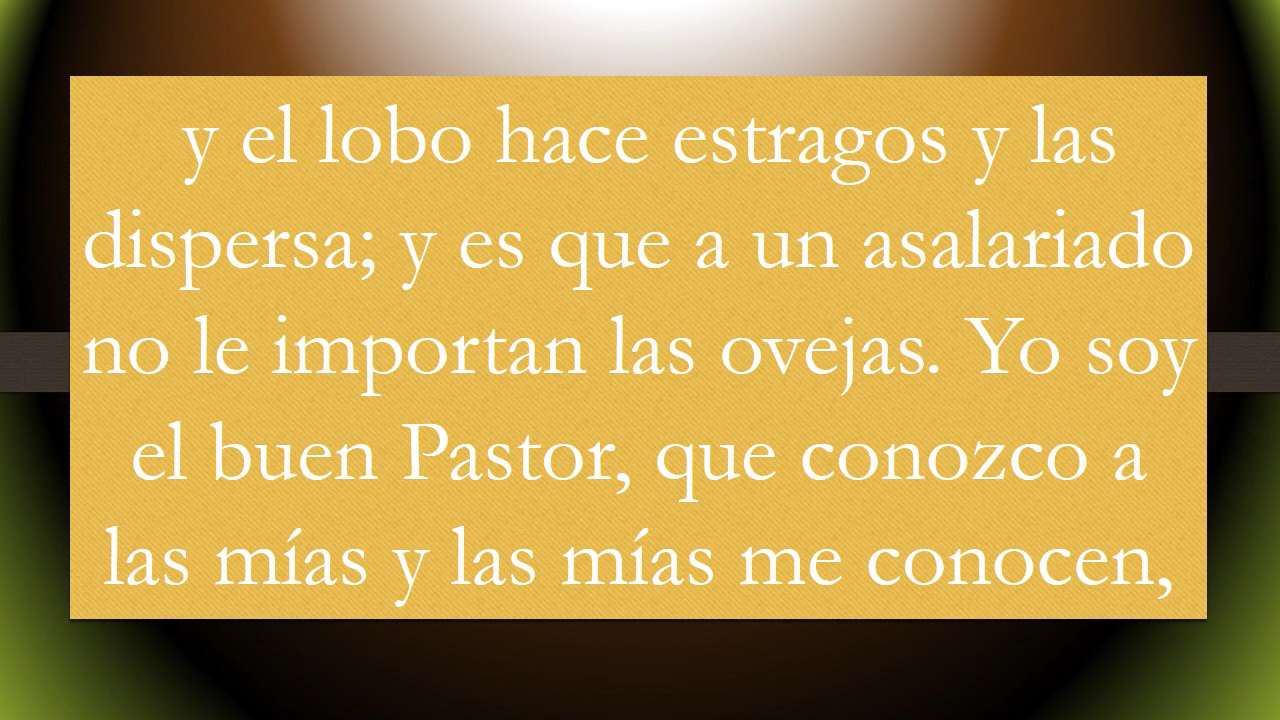 y el lobo hace estragos y las
dispersa; y es que a un asalariado
no le importan las ovejas. Yo soy
el buen Pastor, que conozco a
las mías y las mías me conocen,